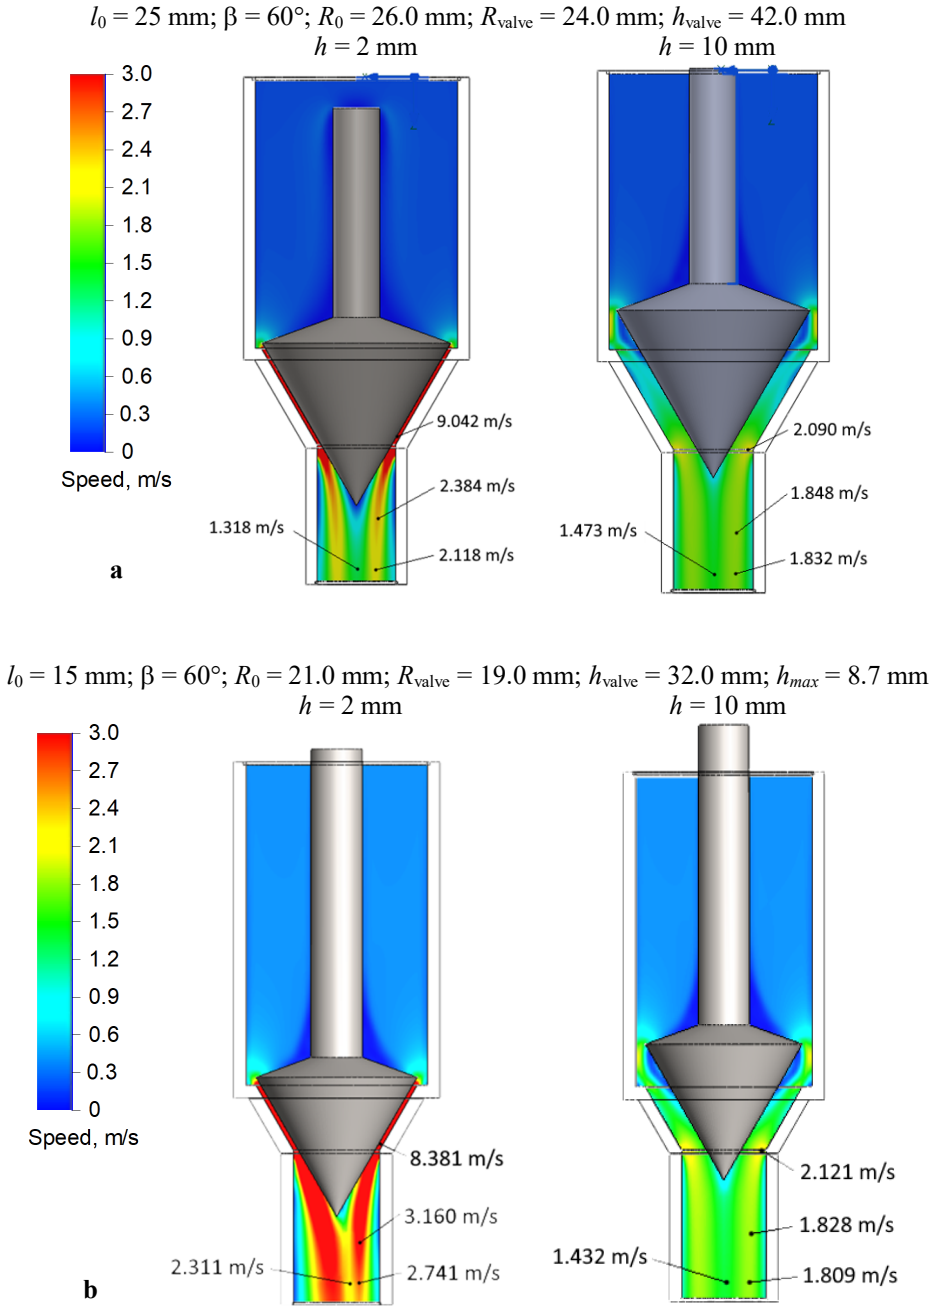 l0 = 25 mm; β = 60°; R0 = 26.0 mm; Rvalve = 24.0 mm; hvalve = 42.0 mm
h = 2 mm h = 10 mm
3.0
2.7
2.4
2.1
1.8
1.5
1.2
0.9
0.6
0.3
0
Speed, m/s
9.042 m/s
2.384 m/s
1.318 m/s
2.118 m/s
2.090 m/s
1.848 m/s
1.473 m/s
1.832 m/s
a
l0 = 15 mm; β = 60°; R0 = 21.0 mm; Rvalve = 19.0 mm; hvalve = 32.0 mm; hmax = 8.7 mm
h = 2 mm h = 10 mm
3.0
2.7
2.4
2.1
1.8
1.5
1.2
0.9
0.6
0.3
0
Speed, m/s
8.381 m/s
3.160 m/s
2.311 m/s
2.741 m/s
2.121 m/s
1.828 m/s
1.432 m/s
1.809 m/s
b